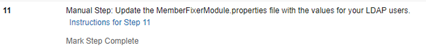 11 Manual Step: Update the MemberFixerModule.properties file with the values for your LDAP users.
Instructions for Step 11
Mark Step Complete